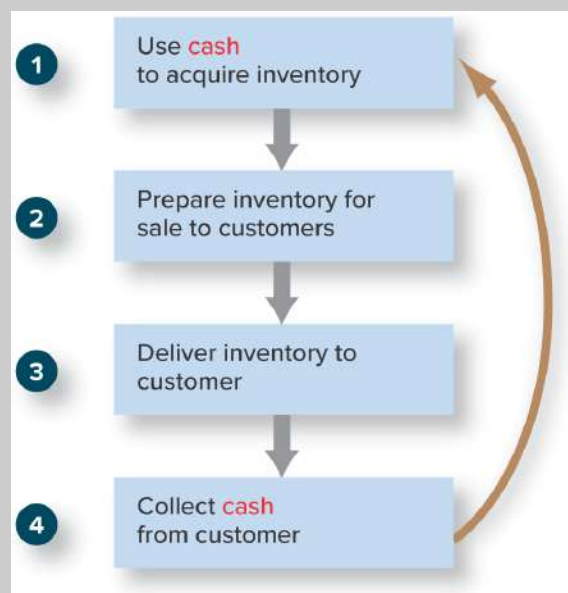 1
Use cash
to acquire inventory
2
Prepare inventory for
sale to customers
3
Deliver inventory to
customer
4
Collect cash
from customer